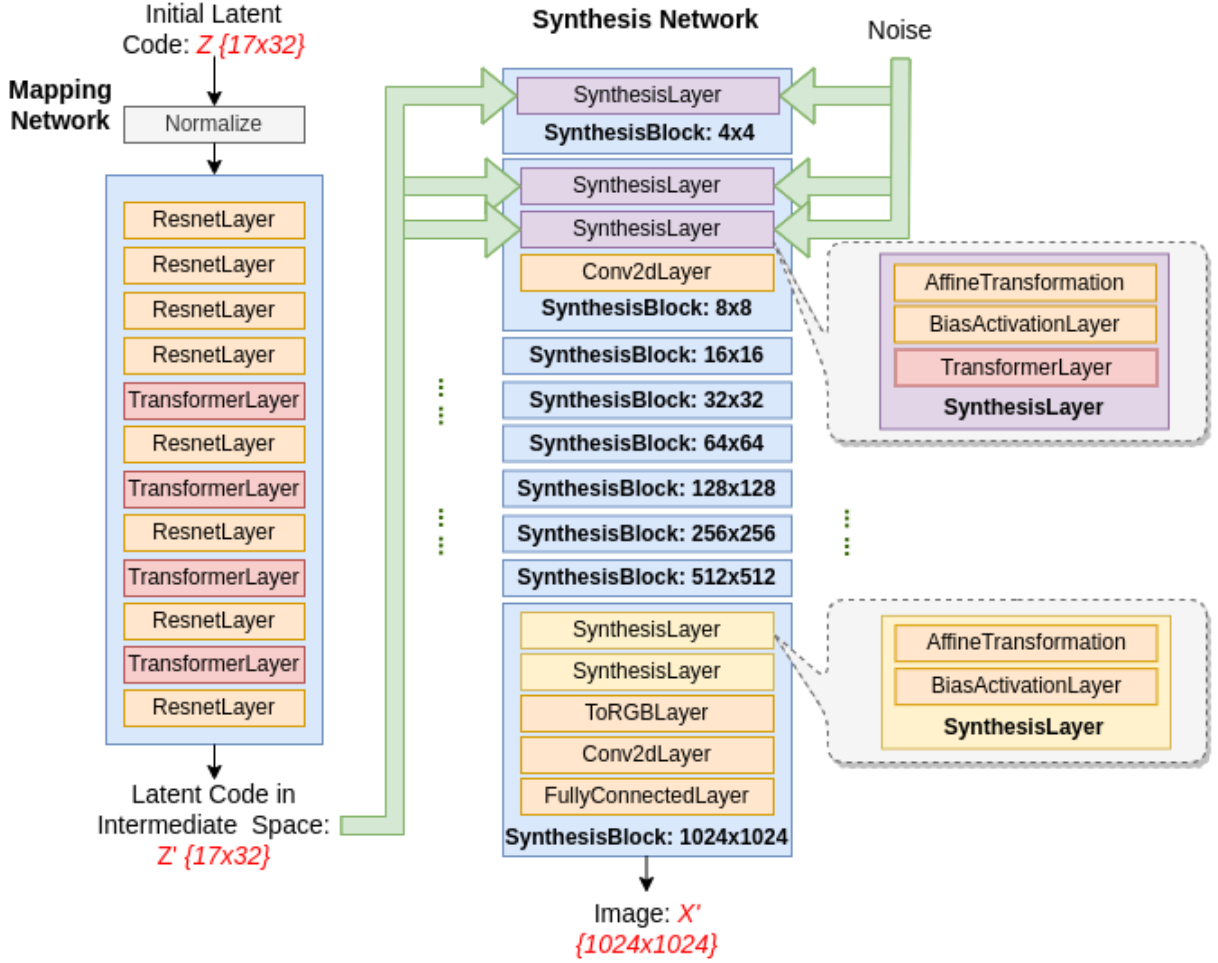 Initial Latent
Code: Z {17x32}
Mapping
Network
Normalize
ResnetLayer
ResnetLayer
ResnetLayer
ResnetLayer
TransformerLayer
ResnetLayer
TransformerLayer
ResnetLayer
TransformerLayer
ResnetLayer
TransformerLayer
ResnetLayer
Latent Code in
Intermediate Space:
Z' {17x32}
Synthesis Network
Noise
SynthesisLayer
SynthesisBlock: 4x4
SynthesisLayer
SynthesisLayer
Conv2dLayer
SynthesisBlock: 8x8
SynthesisBlock: 16x16
SynthesisBlock: 32x32
SynthesisBlock: 64x64
SynthesisBlock: 128x128
SynthesisBlock: 256x256
SynthesisBlock: 512x512
SynthesisLayer
SynthesisLayer
ToRGBLayer
Conv2dLayer
FullyConnectedLayer
SynthesisBlock: 1024x1024
Image: X'
{1024x1024}
AffineTransformation
BiasActivationLayer
TransformerLayer
SynthesisLayer
AffineTransformation
BiasActivationLayer
SynthesisLayer